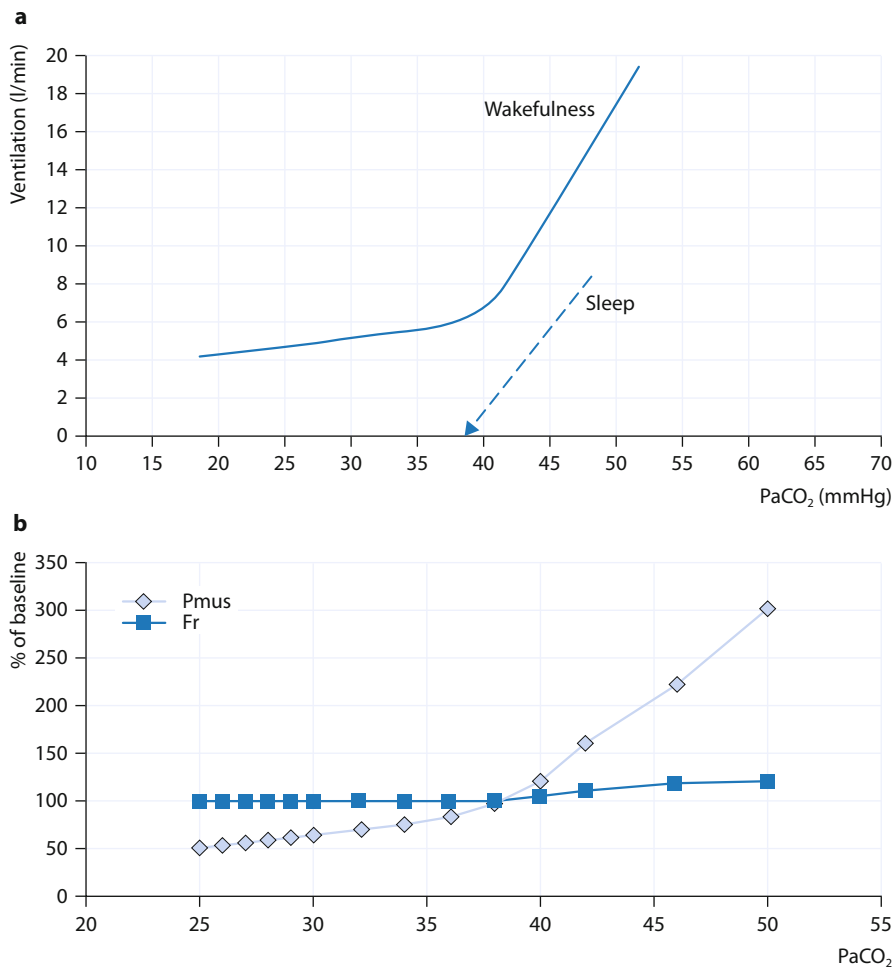 a
Ventilation (l/min)
20
18
16
14
12
10
8
6
4
2
0
Wakefulness
Sleep
10 15 20 25 30 35 40 45 50 55 60 65 70
PaCO₂ (mmHg)
b
% of baseline
350
300
250
200
150
100
50
0
Pmus
Fr
20 25 30 35 40 45 50 55
PaCO₂